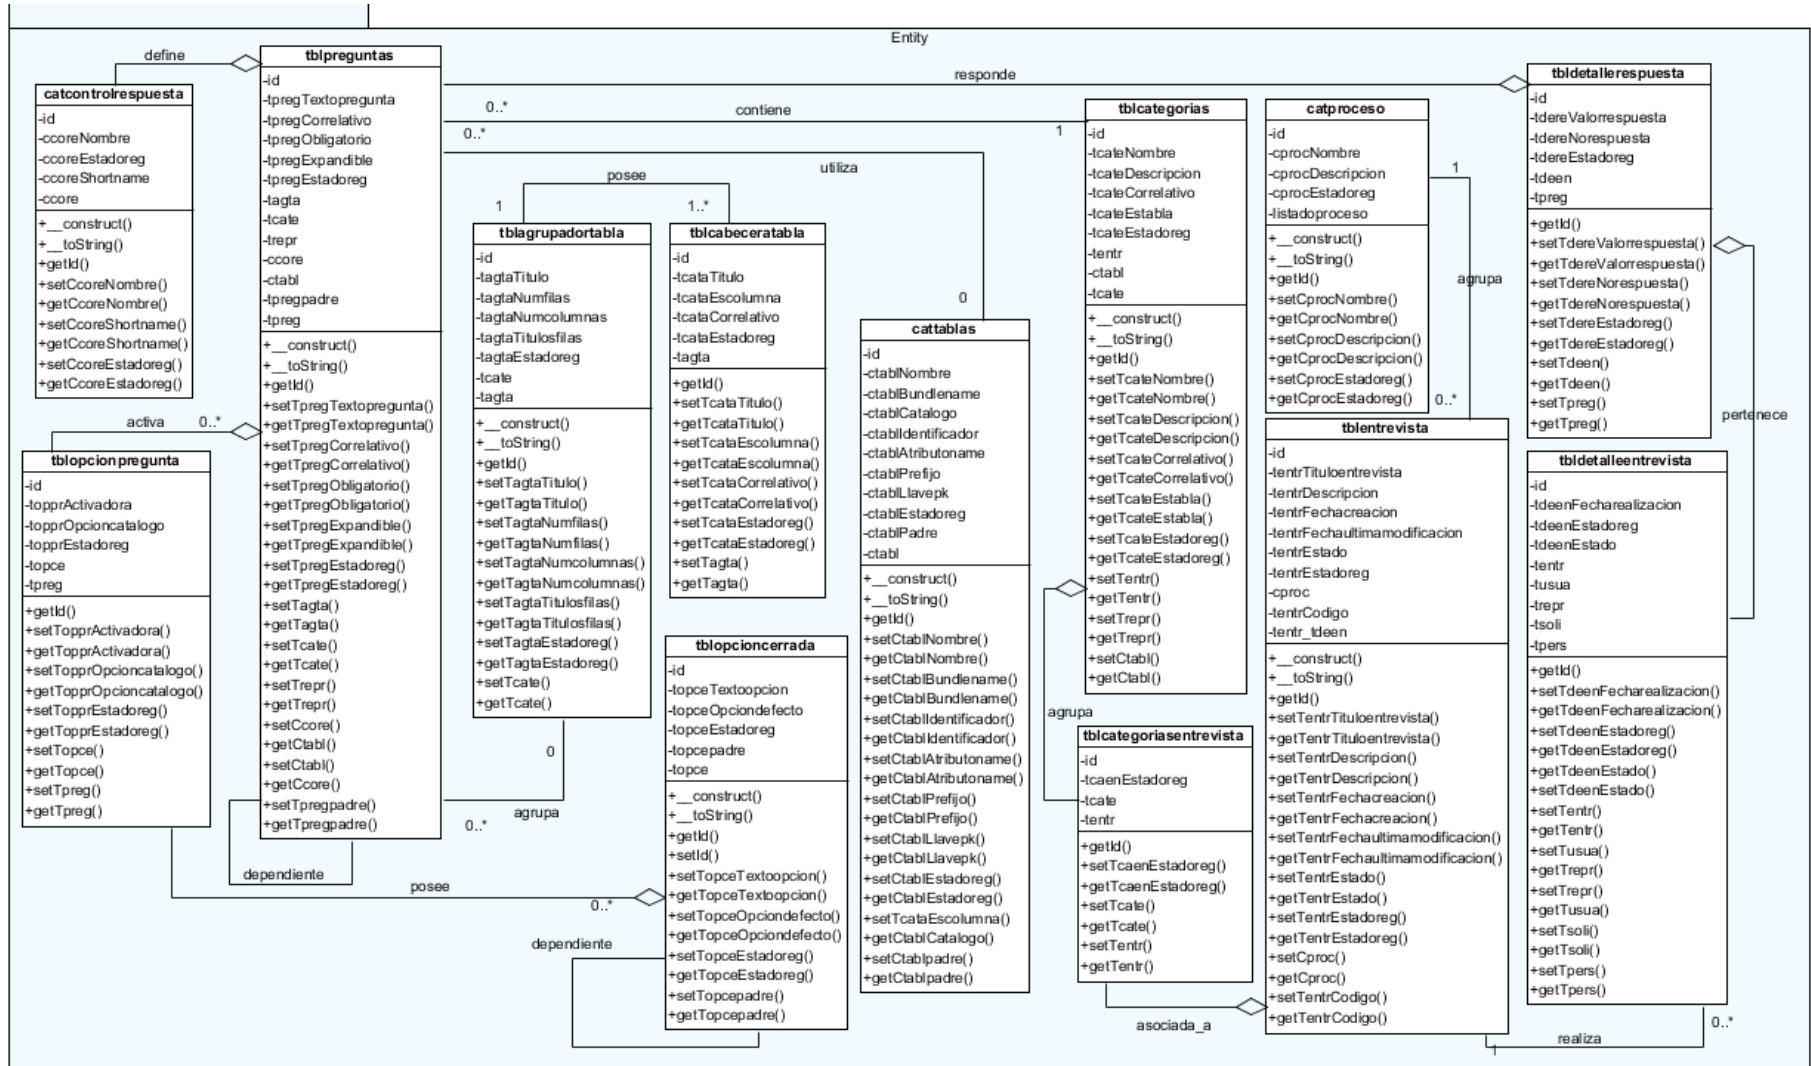 Entity
define
catcontrolrespuesta
-id
-ccoreNombre
-ccoreEstadoreg
-ccoreShortname
-ccore
+__construct()
+__toString()
+getId()
+setCcoreNombre()
+getCcoreNombre()
+setCcoreShortname()
+getCcoreShortname()
+setCcoreEstadoreg()
+getCcoreEstadoreg()
activa
0..*
tblopcionpregunta
-id
-topprActivadora
-topprOpcioncatalogo
-topprEstadoreg
-topce
-tpreg
+getId()
+setTopprActivadora()
+getTopprActivadora()
+setTopprOpcioncatalogo()
+getTopprOpcioncatalogo()
+setTopprEstadoreg()
+getTopprEstadoreg()
+setTopce()
+getTopce()
+setTpreg()
+getTpreg()
tblpreguntas
-id
-tpregTextopregunta
-tpregCorrelativo
-tpregObligatorio
-tpregExpandible
-tpregEstadoreg
-tagta
-tcate
-trepr
-ccore
-ctabl
-tpregpadre
-tpreg
+__construct()
+__toString()
+getId()
+setTpregTextopregunta()
+getTpregTextopregunta()
+setTpregCorrelativo()
+getTpregCorrelativo()
+setTpregObligatorio()
+getTpregObligatorio()
+setTpregExpandible()
+getTpregExpandible()
+setTpregEstadoreg()
+getTpregEstadoreg()
+setTagta()
+getTagta()
+setTcate()
+getTcate()
+setTrepr()
+getTrepr()
+setCcore()
+getCtabl()
+setCtabl()
+getCcore()
+setTpregpadre()
+getTpregpadre()
dependiente
posee
0..*
responde
0..*
contiene
0..*
1
utiliza
0
posee
1
1..*
tblagrupadortabla
-id
-tagtaTitulo
-tagtaNumfilas
-tagtaNumcolumnas
-tagtaTitulosfilas
-tagtaEstadoreg
-tcate
-tagta
+__construct()
+__toString()
+getId()
+setTagtaTitulo()
+getTagtaTitulo()
+setTagtaNumfilas()
+getTagtaNumfilas()
+setTagtaNumcolumnas()
+getTagtaNumcolumnas()
+setTagtaTitulosfilas()
+getTagtaTitulosfilas()
+setTagtaEstadoreg()
+getTagtaEstadoreg()
+setTcate()
+getTcate()
0
agrupa
0..*
tblcabeceratabla
-id
-tcataTitulo
-tcataEscolumna
-tcataCorrelativo
-tcataEstadoreg
-tagta
+getId()
+setTcataTitulo()
+getTcataTitulo()
+setTcataEscolumna()
+getTcataEscolumna()
+setTcataCorrelativo()
+getTcataCorrelativo()
+setTcataEstadoreg()
+getTcataEstadoreg()
+setTagta()
+getTagta()
tblopcioncerrada
-id
-topceTextoopcion
-topceOpciondefecto
-topceEstadoreg
-topcepadre
-topce
+__construct()
+__toString()
+getId()
+setId()
+setTopceTextoopcion()
+getTopceTextoopcion()
+setTopceOpciondefecto()
+getTopceOpciondefecto()
+setTopceEstadoreg()
+getTopceEstadoreg()
+setTopcepadre()
+getTopcepadre()
dependiente
cattablas
-id
-ctablNombre
-ctablBundlename
-ctablCatalogo
-ctablIdentificador
-ctablAtributoname
-ctablPrefijo
-ctablLlavepk
-ctablEstadoreg
-ctablPadre
-ctabl
+__construct()
+__toString()
+getId()
+setCtablNombre()
+getCtablNombre()
+setCtablBundlename()
+getCtablBundlename()
+setCtablIdentificador()
+getCtablIdentificador()
+setCtablAtributoname()
+getCtablAtributoname()
+setCtablPrefijo()
+getCtablPrefijo()
+setCtablLlavepk()
+getCtablLlavepk()
+setCtablEstadoreg()
+getCtablEstadoreg()
+setTcataEscolumna()
+getCtablCatalogo()
+setCtablpadre()
+getCtablpadre()
tblcategorias
-id
-tcateNombre
-tcateDescripcion
-tcateCorrelativo
-tcateEstabla
-tcateEstadoreg
-tentr
-ctabl
-tcate
+__construct()
+__toString()
+getId()
+setTcateNombre()
+getTcateNombre()
+setTcateDescripcion()
+getTcateDescripcion()
+setTcateCorrelativo()
+getTcateCorrelativo()
+setTcateEstabla()
+getTcateEstabla()
+setTcateEstadoreg()
+getTcateEstadoreg()
+setTentr()
+getTentr()
+setTrepr()
+getTrepr()
+setCtabl()
+getCtabl()
agrupa
tblcategoriasentrevista
-id
-tcaenEstadoreg
-tcate
-tentr
+getId()
+setTcaenEstadoreg()
+getTcaenEstadoreg()
+setTcate()
+getTcate()
+setTentr()
+getTentr()
asociada_a
catproceso
-id
-cprocNombre
-cprocDescripcion
-cprocEstadoreg
-listadoproceso
+__construct()
+__toString()
+getId()
+setCprocNombre()
+getCprocNombre()
+setCprocDescripcion()
+getCprocDescripcion()
+setCprocEstadoreg()
+getCprocEstadoreg()
1
agrupa
0..*
tblentrevista
-id
-tentrTituloentrevista
-tentrDescripcion
-tentrFechacreacion
-tentrFechaultimamodificacion
-tentrEstado
-tentrEstadoreg
-cproc
-tentrCodigo
-tentr_tdeen
+__construct()
+__toString()
+getId()
+setTentrTituloentrevista()
+getTentrTituloentrevista()
+setTentrDescripcion()
+getTentrDescripcion()
+setTentrFechacreacion()
+getTentrFechacreacion()
+setTentrFechaultimamodificacion()
+getTentrFechaultimamodificacion()
+setTentrEstado()
+getTentrEstado()
+setTentrEstadoreg()
+getTentrEstadoreg()
+setCproc()
+getCproc()
+setTentrCodigo()
+getTentrCodigo()
1
realiza
0..*
tbldetallerespuesta
-id
-tdereValorrespuesta
-tdereNorespuesta
-tdereEstadoreg
-tdeen
-tpreg
+getId()
+setTdereValorrespuesta()
+getTdereValorrespuesta()
+setTdereNorespuesta()
+getTdereNorespuesta()
+setTdereEstadoreg()
+getTdereEstadoreg()
+setTdeen()
+getTdeen()
+setTpreg()
+getTpreg()
pertenece
tbldetalleentrevista
-id
-tdeenFecharealizacion
-tdeenEstadoreg
-tdeenEstado
-tentr
-tusua
-trepr
-tsoli
-tpers
+getId()
+setTdeenFecharealizacion()
+getTdeenFecharealizacion()
+setTdeenEstadoreg()
+getTdeenEstadoreg()
+getTdeenEstado()
+setTdeenEstado()
+setTentr()
+getTentr()
+setTusua()
+getTrepr()
+setTrepr()
+getTusua()
+setTsoli()
+getTsoli()
+setTpers()
+getTpers()